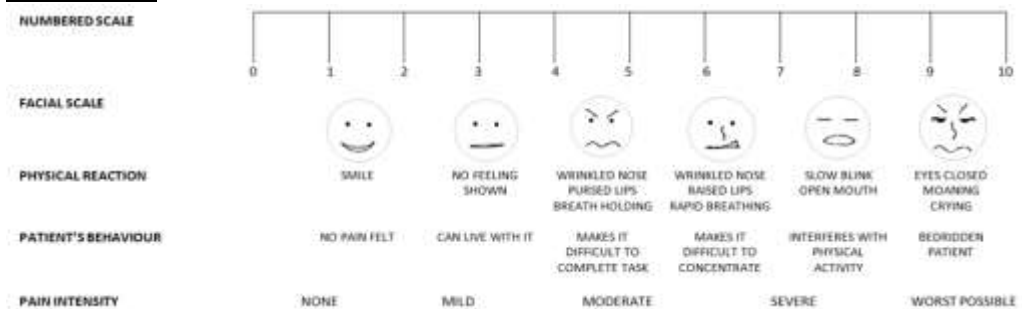 NUMBERED SCALE
0 1 2 3 4 5 6 7 8 9 10
FACIAL SCALE
PHYSICAL REACTION
SMILE
NO FEELING
SHOWN
WRINKLED NOSE
PURSED LIPS
BREATH HOLDING
WRINKLED NOSE
RAISED LIPS
RAPID BREATHING
SLOW BLINK
OPEN MOUTH
EYES CLOSED
MOANING
CRYING
PATIENT'S BEHAVIOUR
NO PAIN FELT
CAN LIVE WITH IT
MAKES IT
DIFFICULT TO
COMPLETE TASK
MAKES IT
DIFFICULT TO
CONCENTRATE
INTERFERES WITH
PHYSICAL
ACTIVITY
BEDRIDDEN
PATIENT
PAIN INTENSITY
NONE
MILD
MODERATE
SEVERE
WORST POSSIBLE